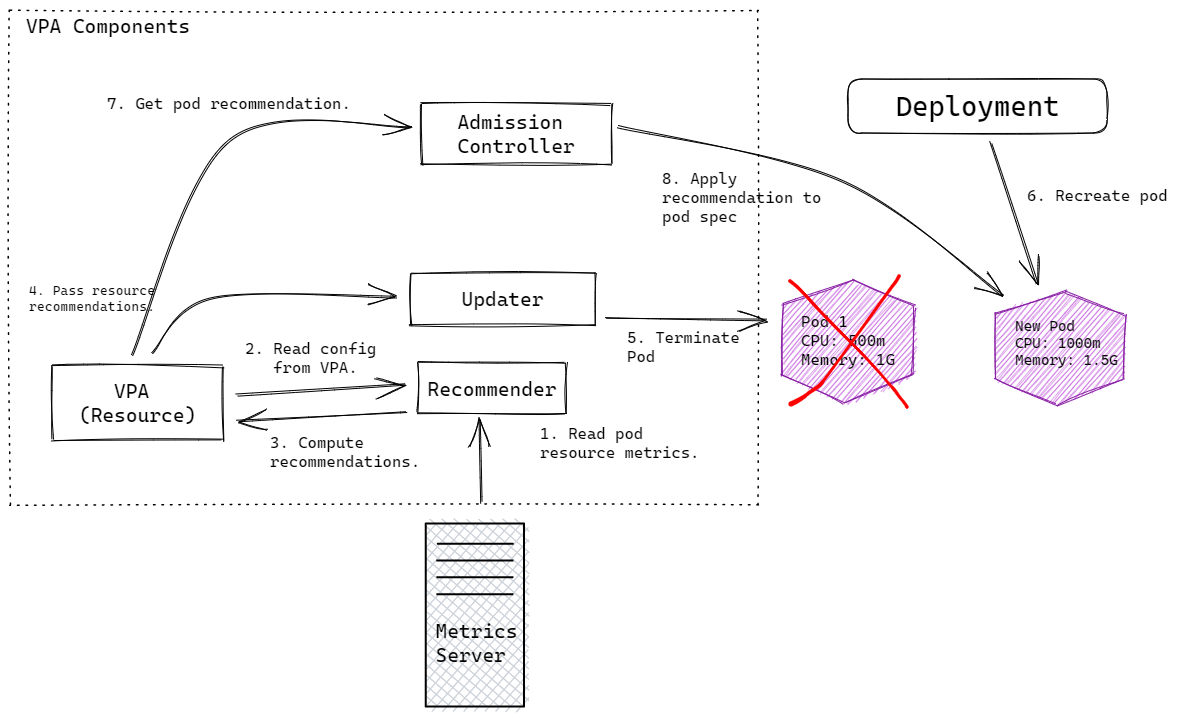 VPA Components
7. Get pod recommendation.
Admission
Controller
Deployment
8. Apply
recommendation to
pod spec
6. Recreate pod
4. Pass resource
recommendations.
Updater
5. Terminate
Pod
Pod 1
CPU: 500m
Memory: 1G
New Pod
CPU: 1000m
Memory: 1.5G
2. Read config
from VPA.
VPA
(Resource)
Recommender
3. Compute
recommendations.
1. Read pod
resource metrics.
Metrics
Server